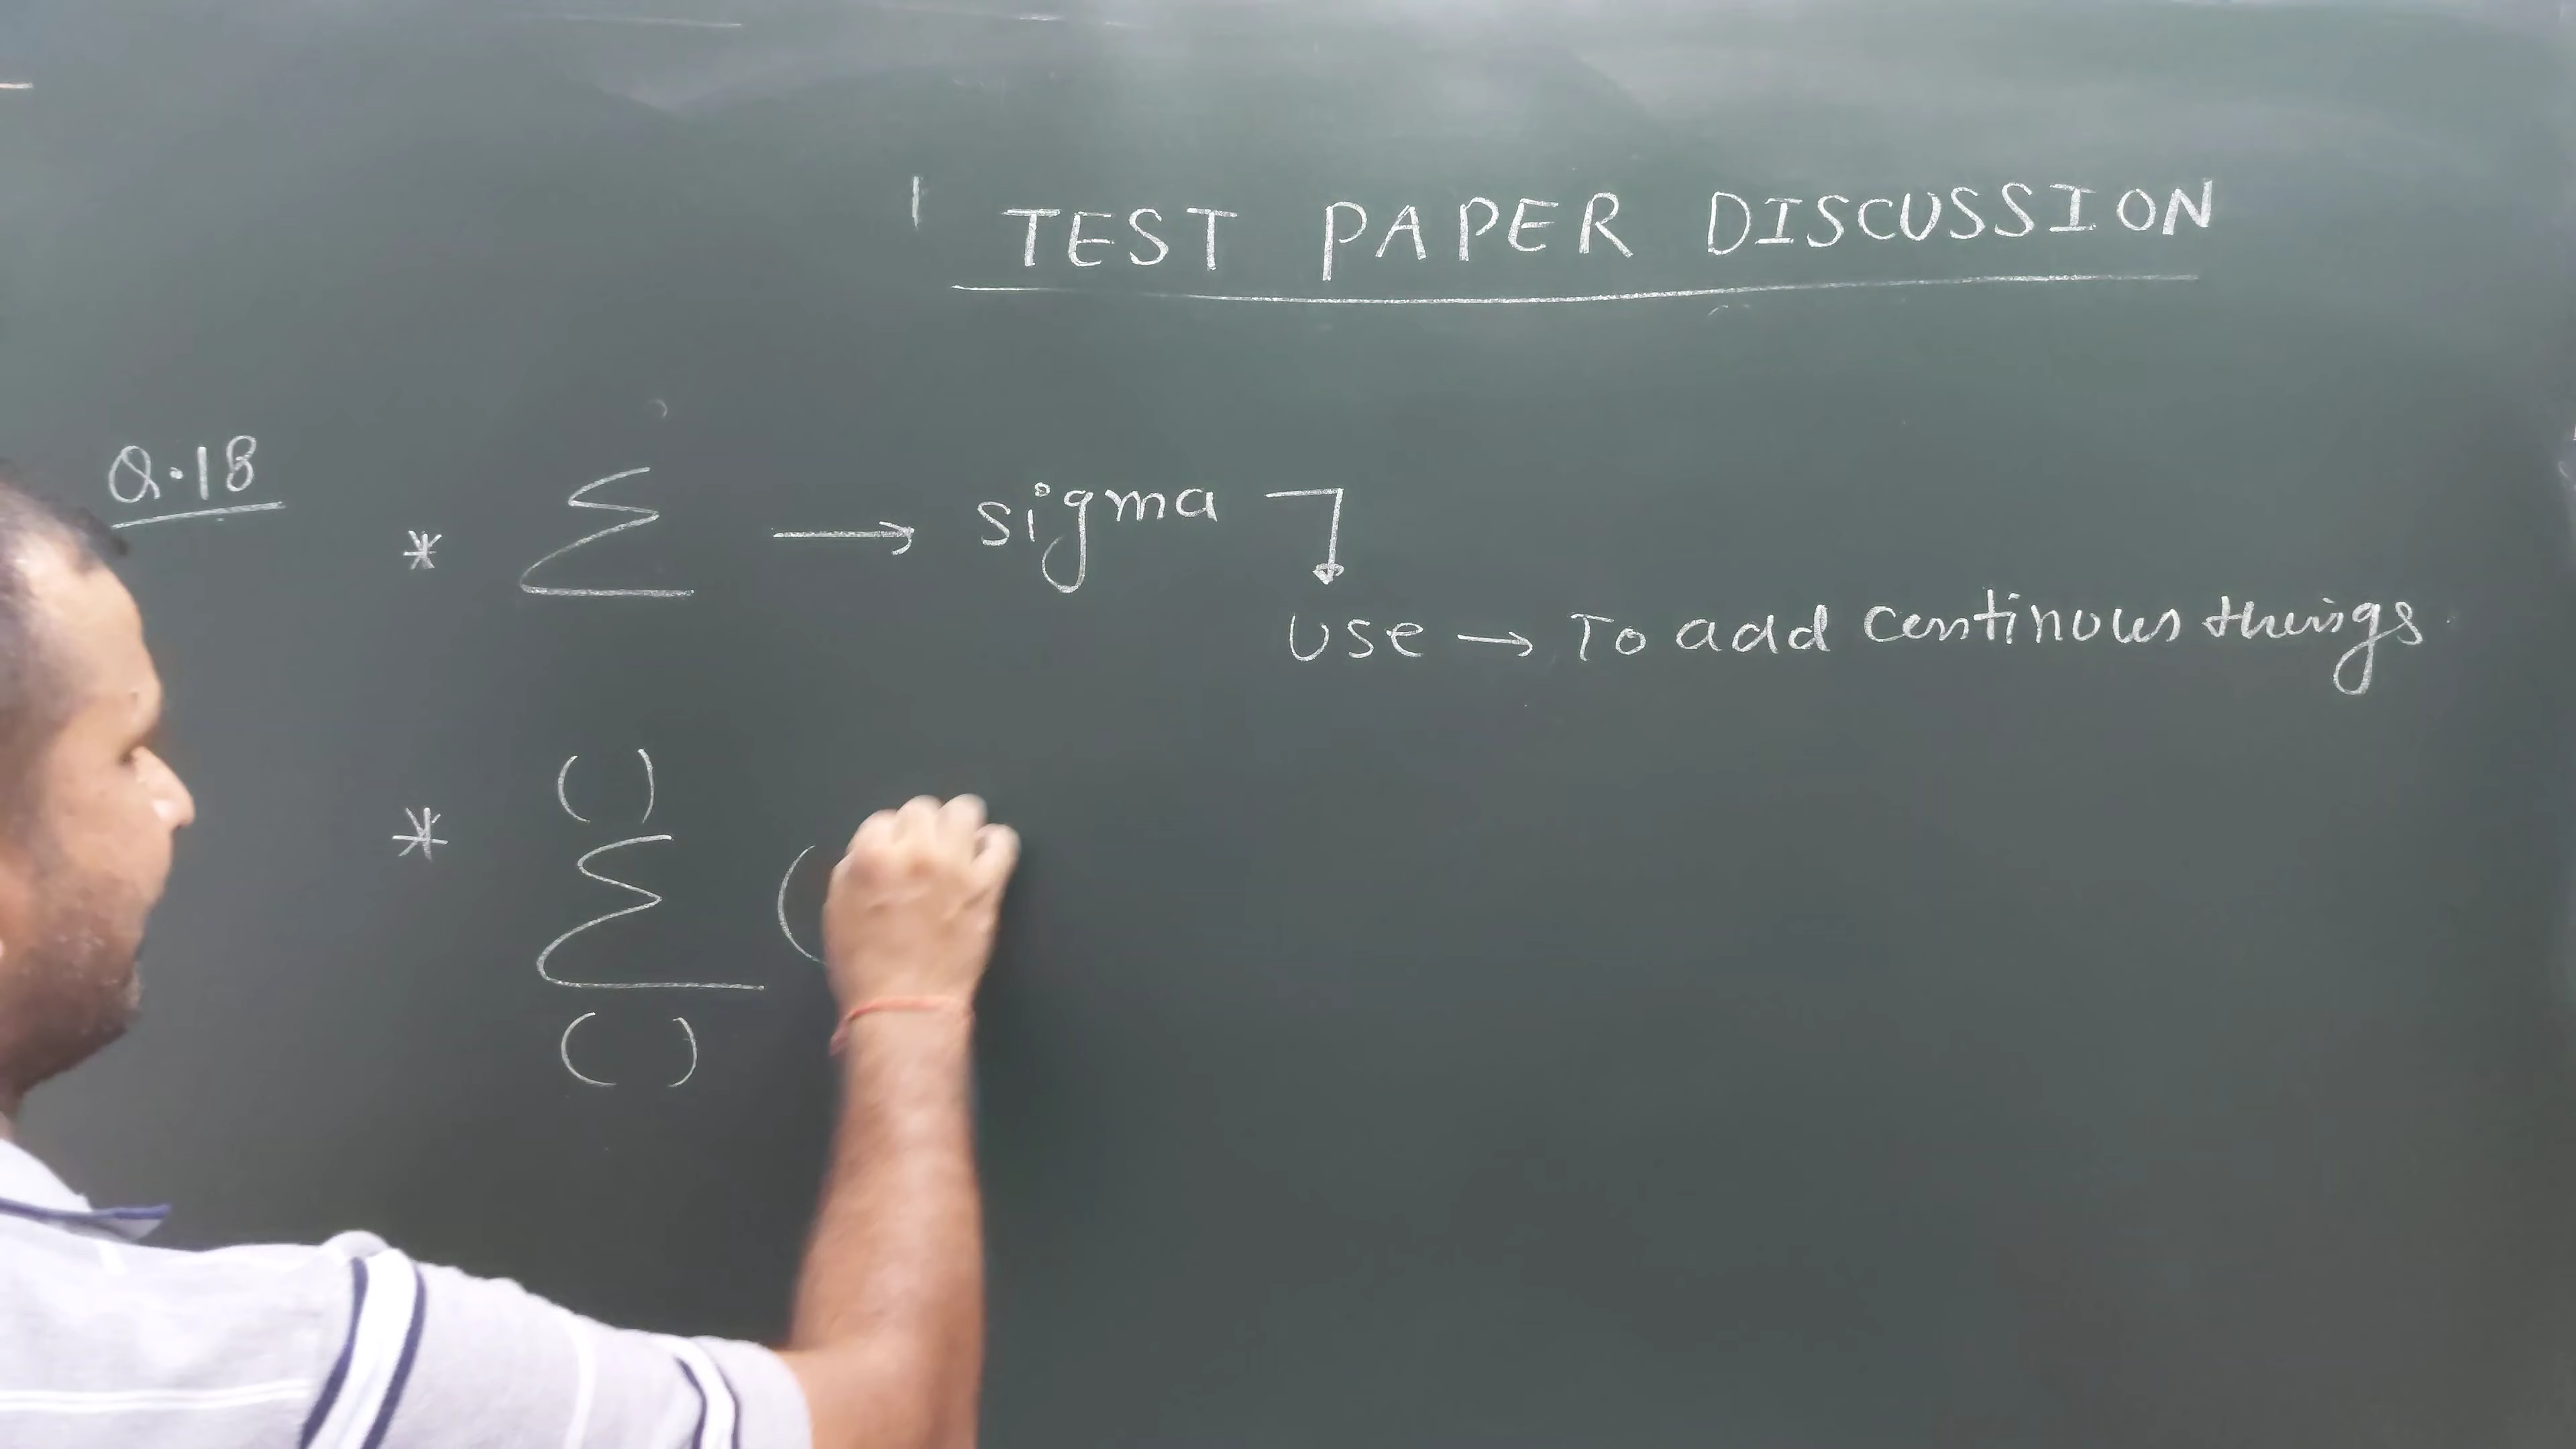 TEST PAPER DISCUSSION
Q.18
* Σ → sigma
use → To add continuous things
* ( )
Σ (
( )